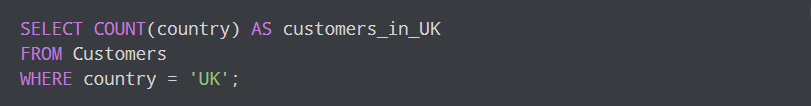 SELECT COUNT(country) AS customers_in_UK
FROM Customers
WHERE country = 'UK';